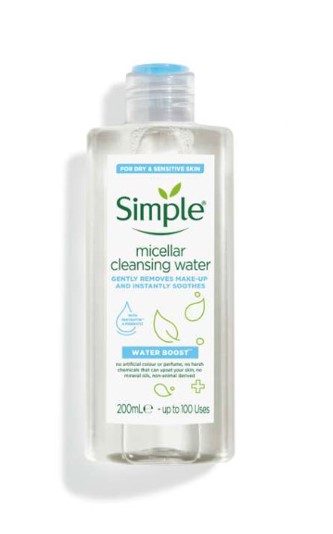 FOR DRY & SENSITIVE SKIN
Simple®
micellar
cleansing water
GENTLY REMOVES MAKE-UP
AND INSTANTLY SOOTHES
WATER BOOST™
no artificial colour or perfume, no harsh
chemicals that can upset your skin, no
mineral oils, non-animal derived
200mL℮ - up to 100 Uses